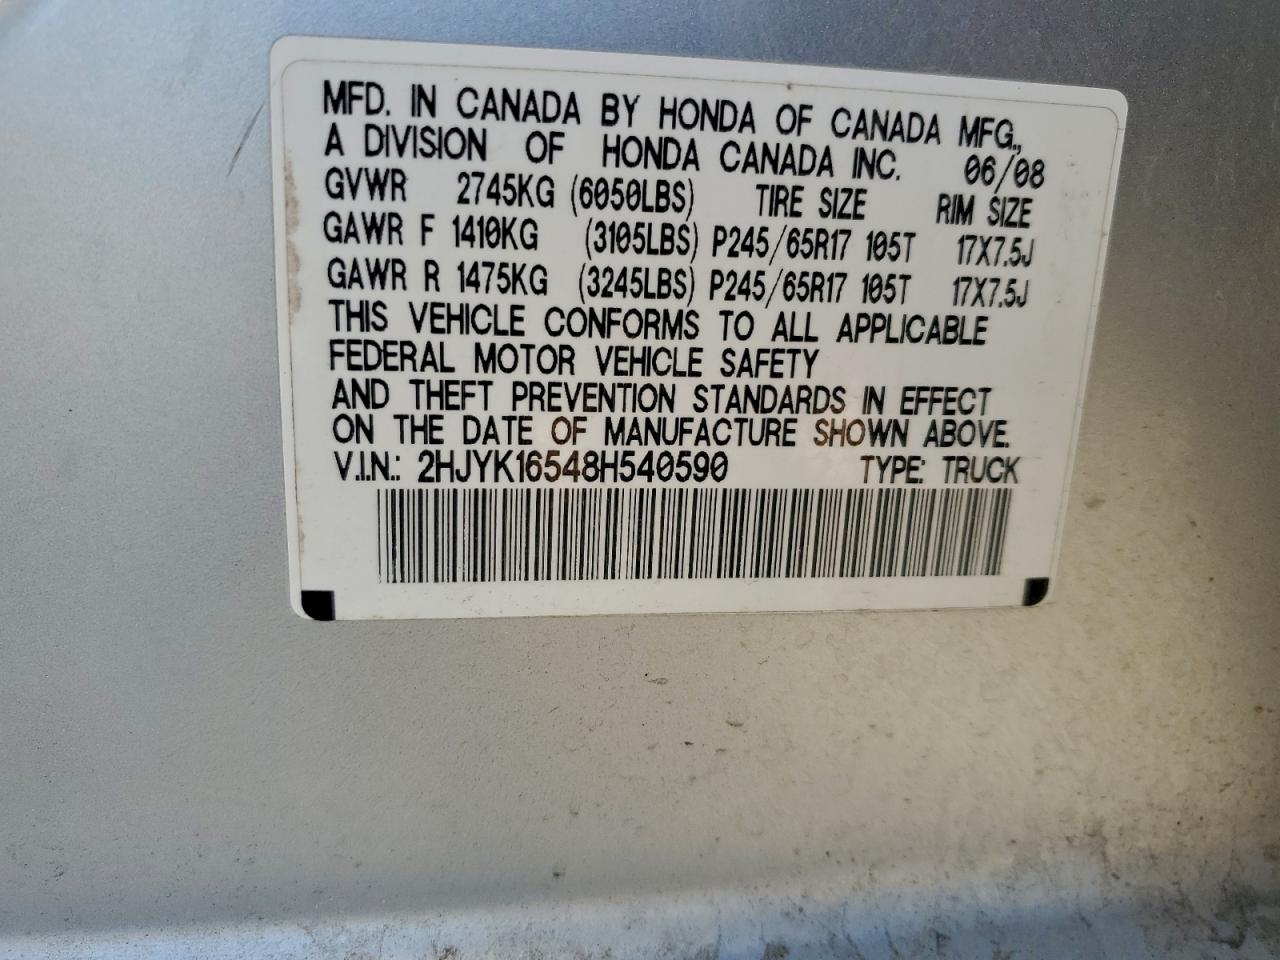 MFD. IN CANADA BY HONDA OF CANADA MFG.,
A DIVISION OF HONDA CANADA INC. 06/08
GVWR 2745KG (6050LBS) TIRE SIZE RIM SIZE
GAWR F 1410KG (3105LBS) P245/65R17 105T 17X7.5J
GAWR R 1475KG (3245LBS) P245/65R17 105T 17X7.5J
THIS VEHICLE CONFORMS TO ALL APPLICABLE
FEDERAL MOTOR VEHICLE SAFETY
AND THEFT PREVENTION STANDARDS IN EFFECT
ON THE DATE OF MANUFACTURE SHOWN ABOVE.
V.I.N.: 2HJYK16548H540590 TYPE: TRUCK